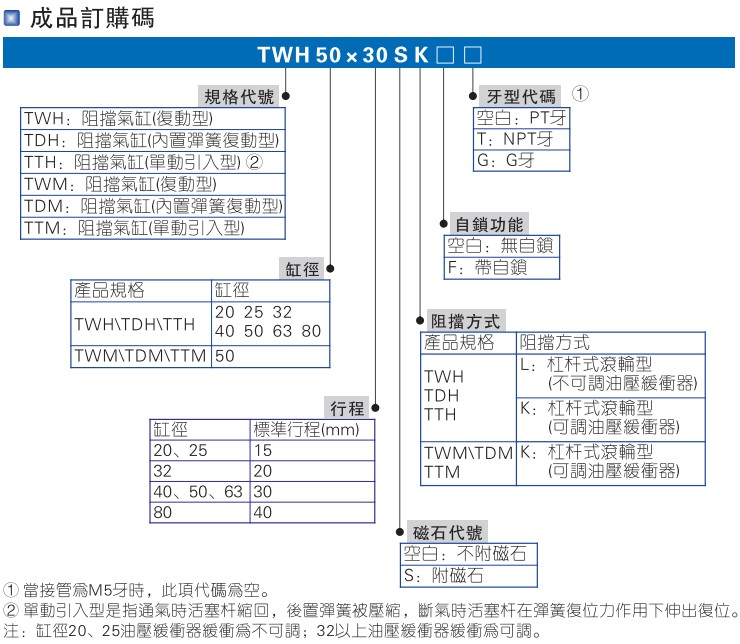 成品訂購碼
TWH 50 × 30 S K □ □
規格代號
TWH：阻擋氣缸(復動型)
TDH：阻擋氣缸(內置彈簧復動型)
TTH：阻擋氣缸(單動引入型) ②
TWM：阻擋氣缸(復動型)
TDM：阻擋氣缸(內置彈簧復動型)
TTM：阻擋氣缸(單動引入型)
牙型代碼 ①
空白：PT牙
T：NPT牙
G：G牙
自鎖功能
空白：無自鎖
F：帶自鎖
缸徑
產品規格 缸徑
TWH\TDH\TTH 20 25 32
40 50 63 80
TWM\TDM\TTM 50
阻擋方式
產品規格 阻擋方式
TWH
TDH
TTH
L：杠杆式滾輪型
(不可調油壓緩衝器)
K：杠杆式滾輪型
(可調油壓緩衝器)
TWM\TDM
TTM
K：杠杆式滾輪型
(可調油壓緩衝器)
行程
缸徑 標準行程(mm)
20、25 15
32 20
40、50、63 30
80 40
磁石代號
空白：不附磁石
S：附磁石
① 當接管爲M5牙時，此項代碼爲空。
② 單動引入型是指通氣時活塞杆縮回，後置彈簧被壓縮，斷氣時活塞杆在彈簧復位力作用下伸出復位。
注：缸徑20、25油壓緩衝器緩衝爲不可調；32以上油壓緩衝器緩衝爲可調。